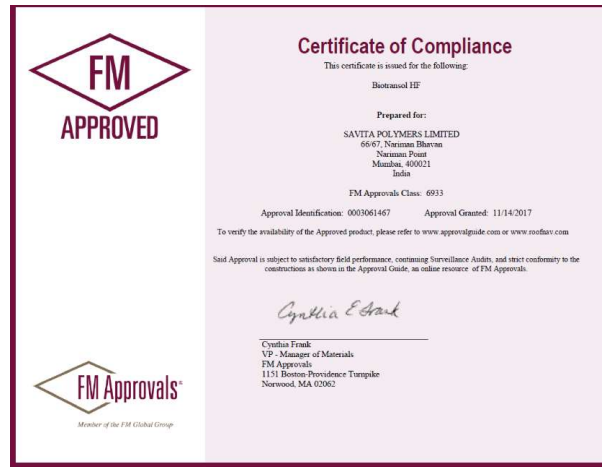 FM
APPROVED
Certificate of Compliance
This certificate is issued for the following:
Biotransol HF
Prepared for:
SAVITA POLYMERS LIMITED
66/67, Nariman Bhavan
Nariman Point
Mumbai, 400021
India
FM Approvals Class: 6933
Approval Identification: 0003061467 Approval Granted: 11/14/2017
To verify the availability of the Approved product, please refer to www.approvalguide.com or www.roofnav.com
Said Approval is subject to satisfactory field performance, continuing Surveillance Audits, and strict conformity to the
constructions as shown in the Approval Guide, an online resource of FM Approvals.
Cynthia E Frank
Cynthia Frank
VP - Manager of Materials
FM Approvals
1151 Boston-Providence Turnpike
Norwood, MA 02062
FM Approvals®
Member of the FM Global Group